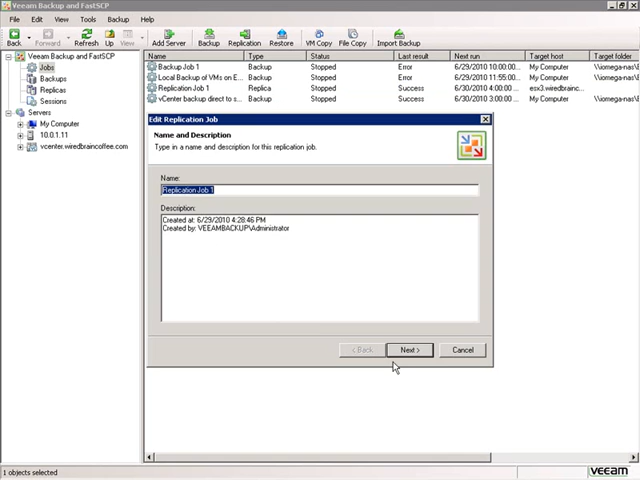 Veeam Backup and FastSCP
File View Tools Backup Help
Back Forward Refresh Up Add Server Backup Replication Restore VM Copy File Copy Import Backup
Veeam Backup and FastSCP
Jobs
Backups
Replicas
Sessions
Servers
My Computer
10.0.1.11
vcenter.wiredbraincoffee.com
Name Type Status Last result Next run Target host Target folder
Backup Job 1 Backup Stopped Error 6/29/2010 10:00:00... My Computer \\iomega-nas\E
Local Backup of VMs on E... Backup Stopped Error 6/29/2010 11:55:00... My Computer \\iomega-nas\E
Replication Job 1 Replica Stopped Success 6/30/2010 4:00:00 ... esx3.wiredbrainc...
vCenter backup direct to s... Backup Stopped Success 6/30/2010 3:00:00 ... My Computer \\iomega-nas\E
Edit Replication Job
Name and Description
Type in a name and description for this replication job.
Name:
Replication Job 1
Description:
Created at: 6/29/2010 4:28:46 PM
Created by: VEEAMBACKUP\Administrator
< Back Next > Cancel
1 objects selected
veeam